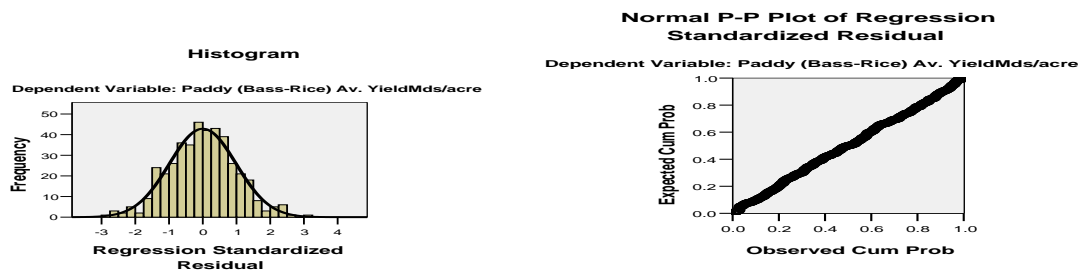 Histogram
Dependent Variable: Paddy (Bass-Rice) Av. YieldMds/acre
Frequency
50
40
30
20
10
0
-3 -2 -1 0 1 2 3 4
Regression Standardized
Residual
Normal P-P Plot of Regression
Standardized Residual
Dependent Variable: Paddy (Bass-Rice) Av. YieldMds/acre
Expected Cum Prob
1.0
0.8
0.6
0.4
0.2
0.0
0.0 0.2 0.4 0.6 0.8 1.0
Observed Cum Prob